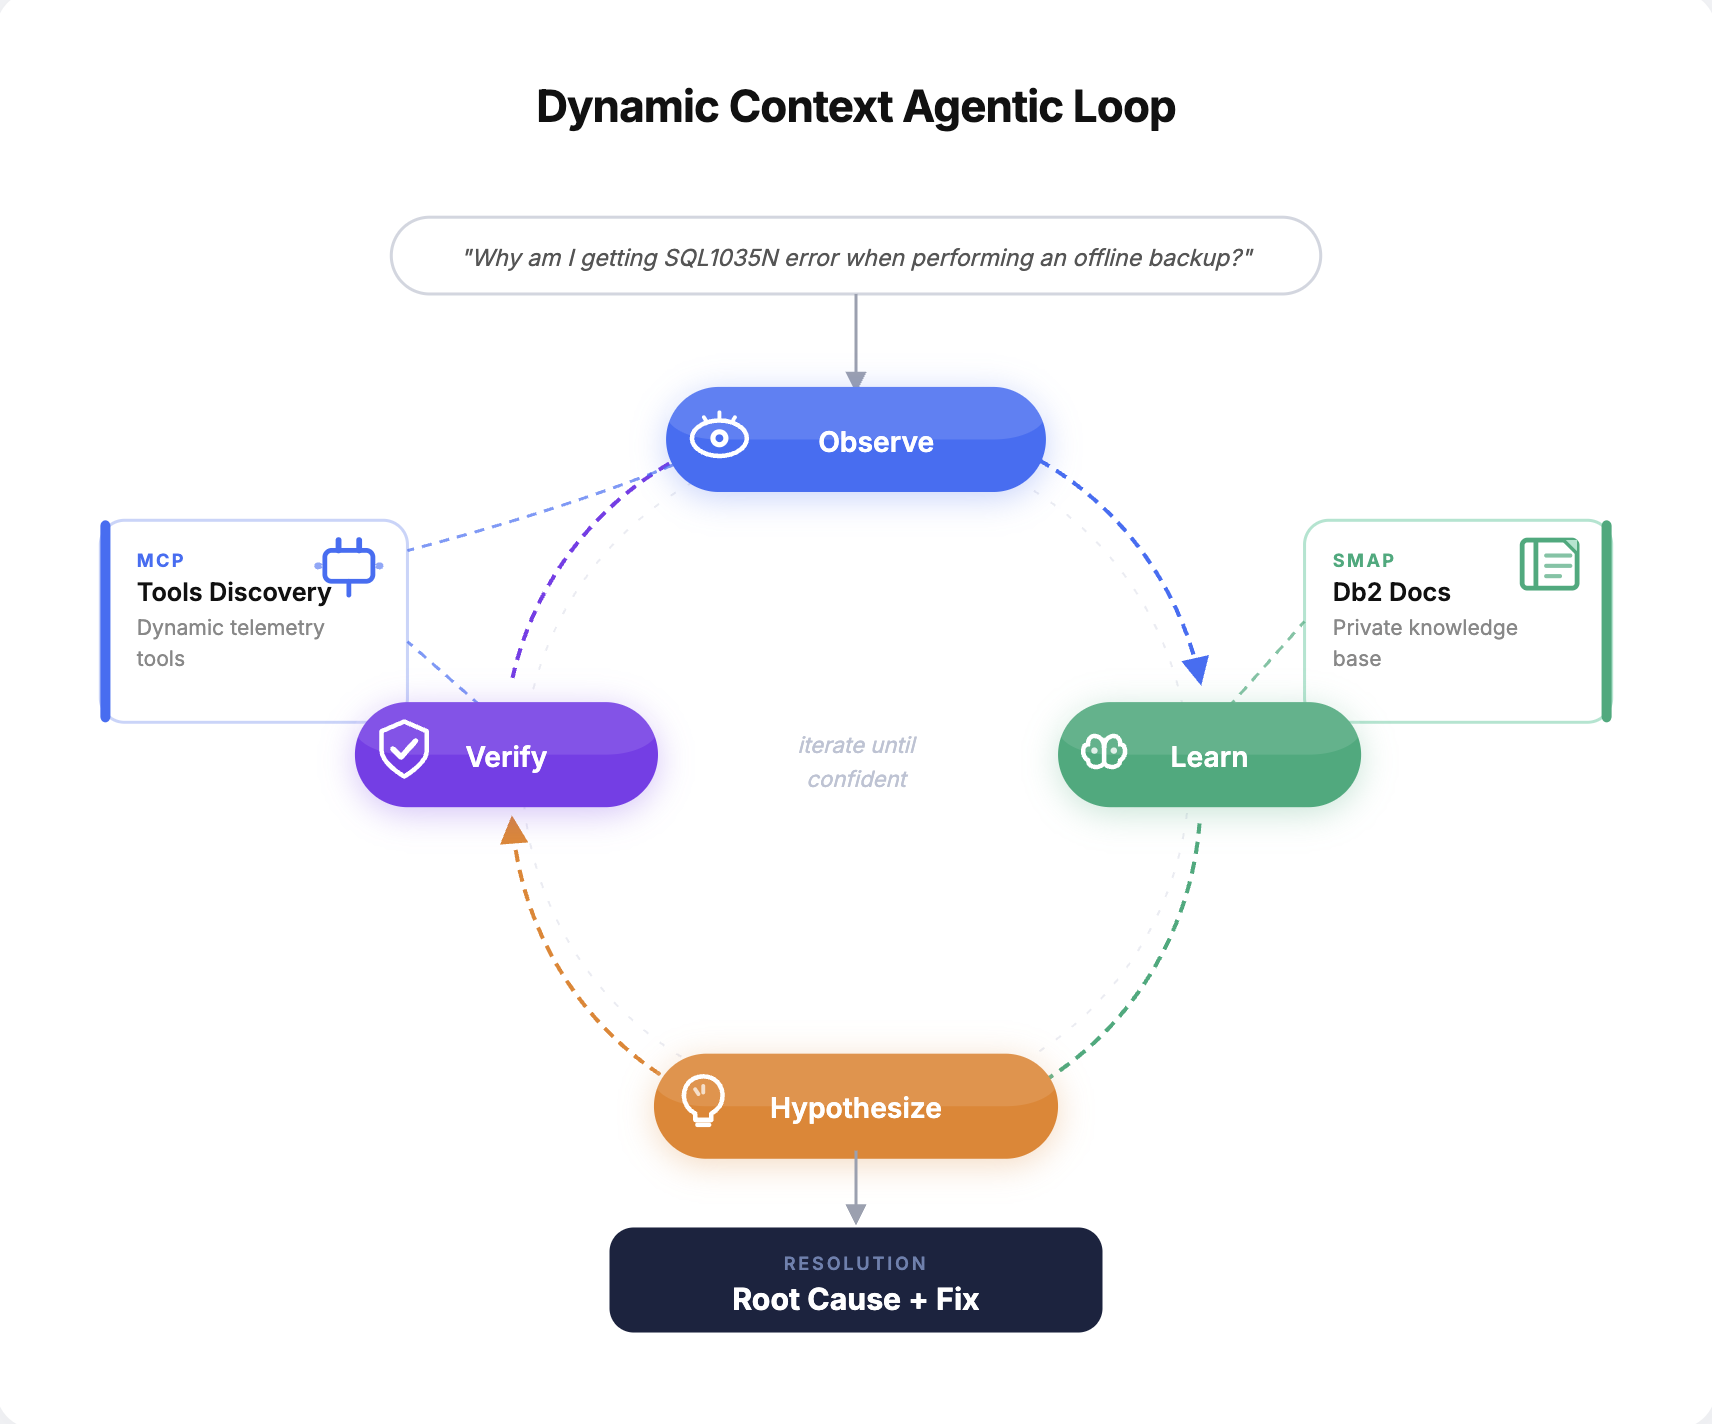 Dynamic Context Agentic Loop
"Why am I getting SQL1035N error when performing an offline backup?"
Observe
MCP
Tools Discovery
Dynamic telemetry
tools
SMAP
Db2 Docs
Private knowledge
base
Verify
iterate until
confident
Learn
Hypothesize
RESOLUTION
Root Cause + Fix